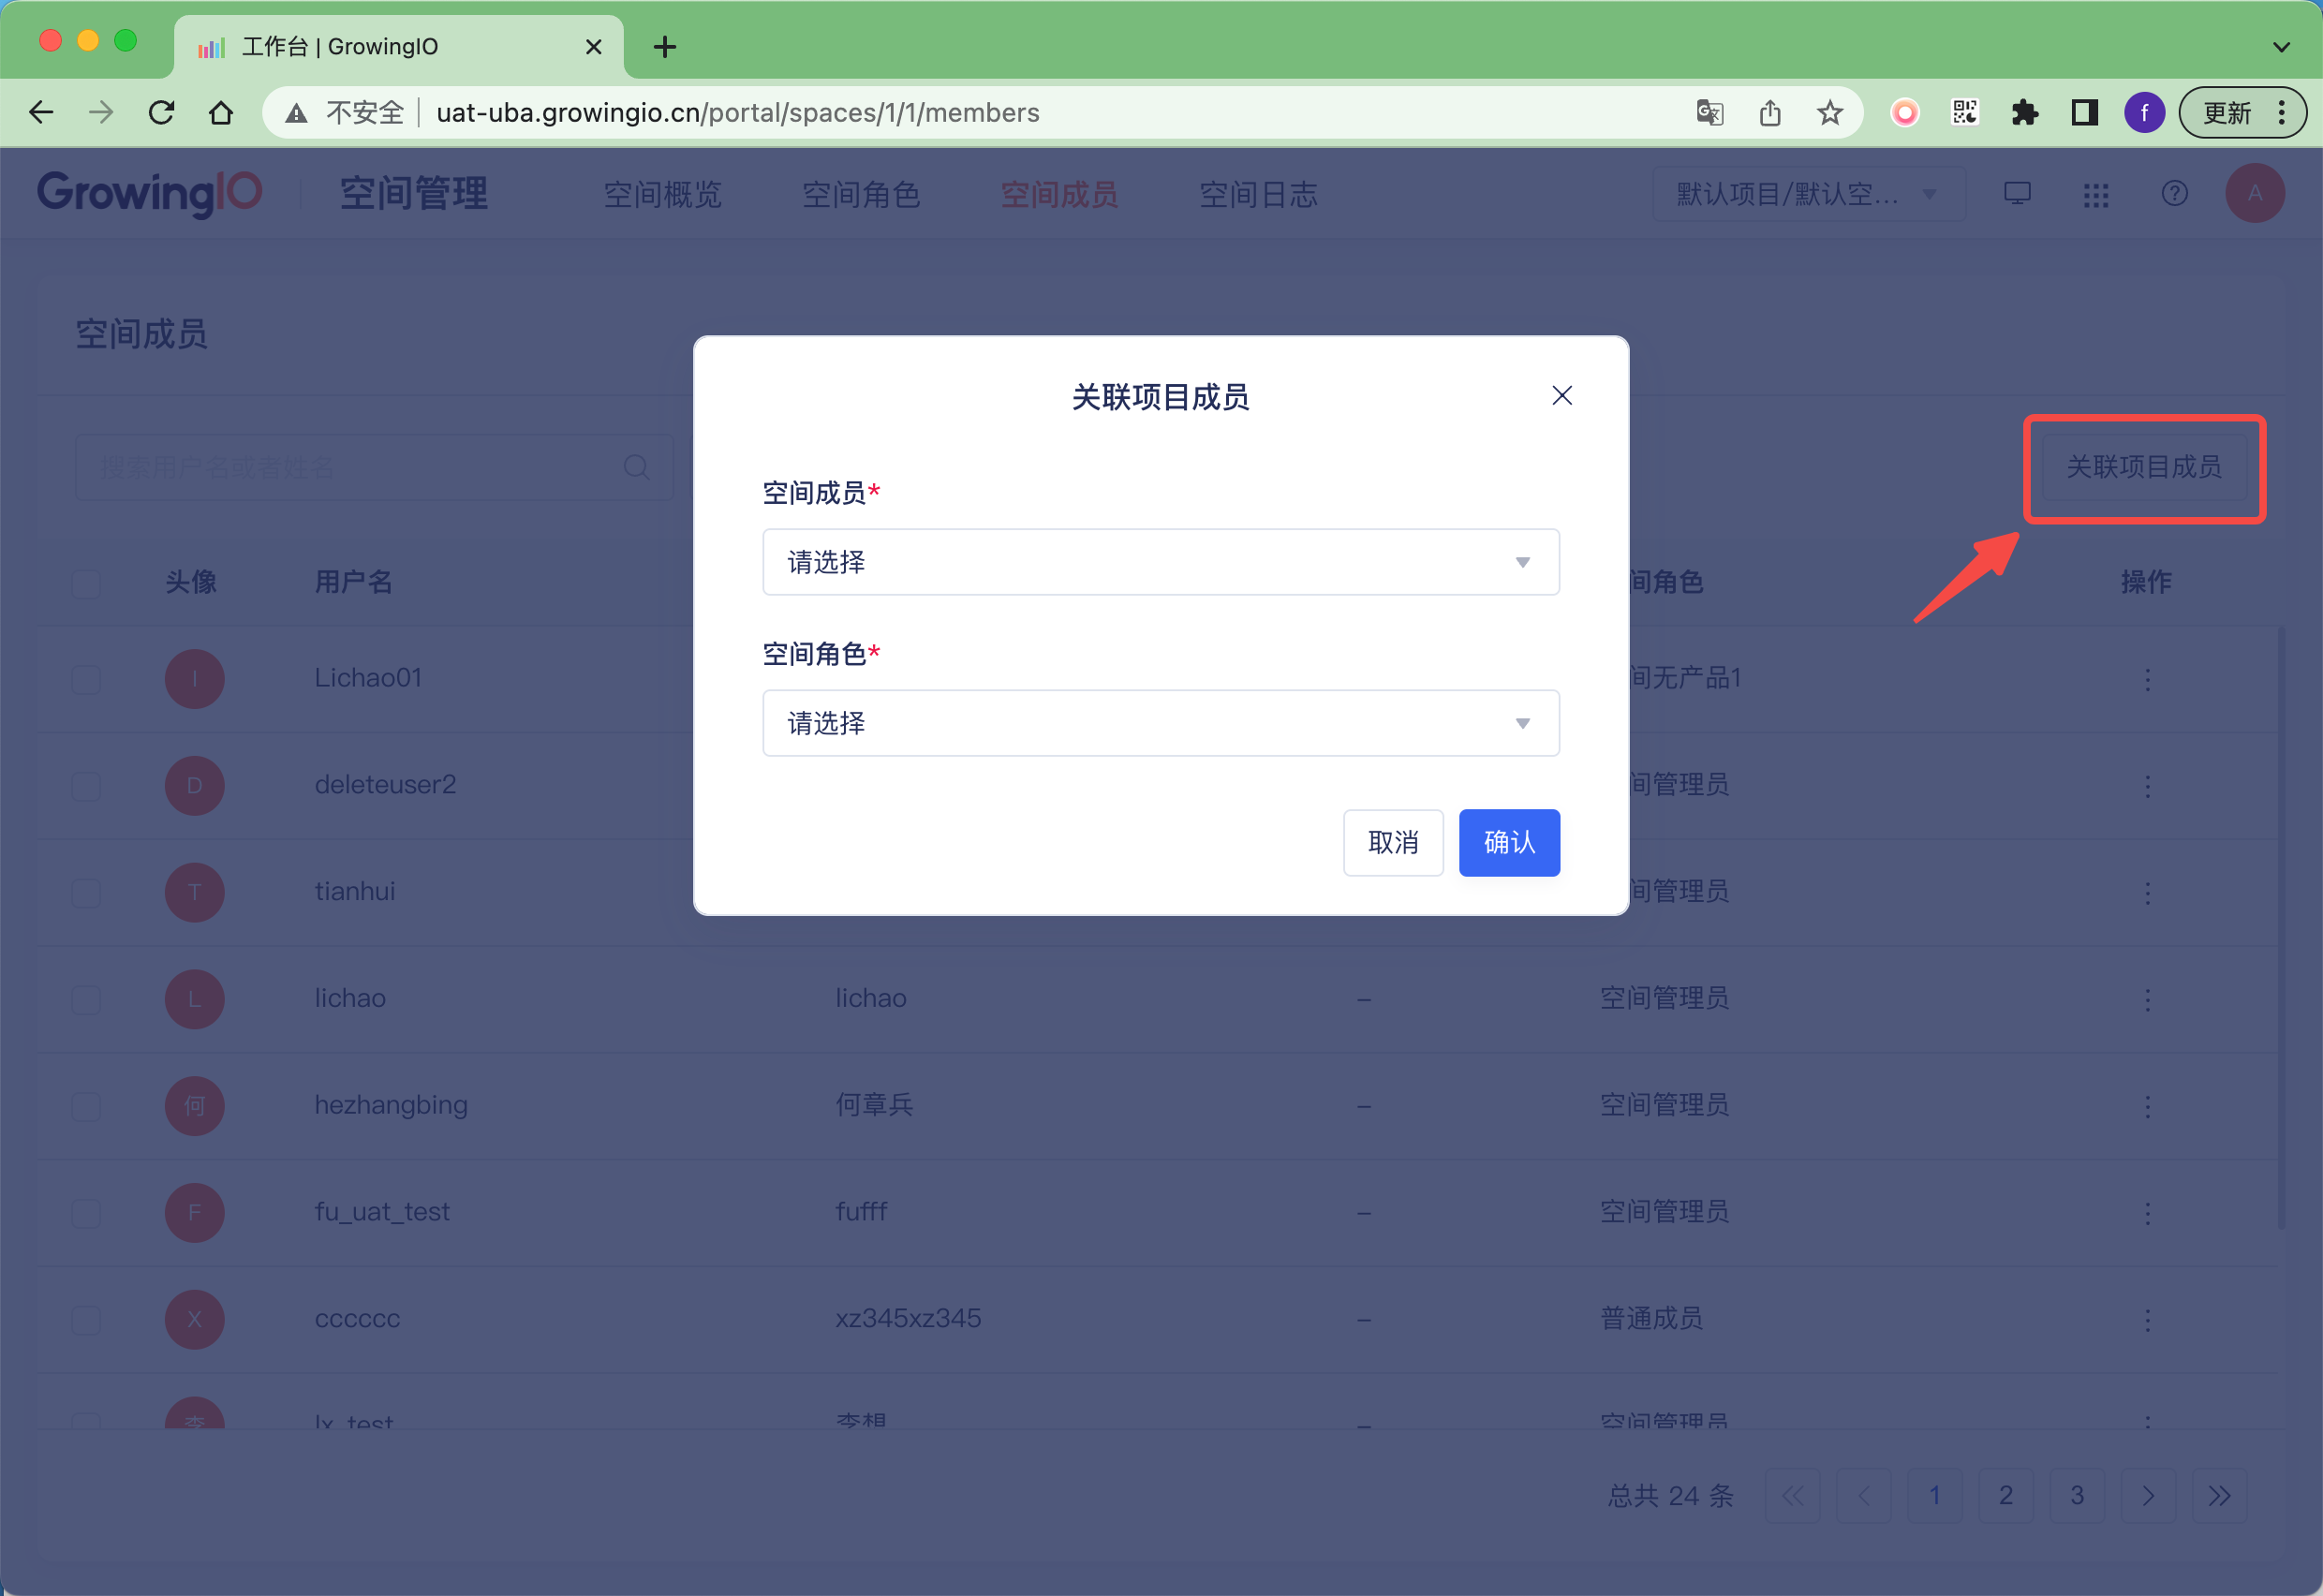 工作台 | GrowingIO
不安全 uat-uba.growingio.cn/portal/spaces/1/1/members f 更新
GrowingIO 空间管理 空间概览 空间角色 空间成员 空间日志 默认项目/默认空... A
空间成员
关联项目成员
搜索用户名或者姓名 关联项目成员
空间成员*
请选择
头像 用户名 间角色 操作
空间角色*
I Lichao01 间无产品1
请选择
D deleteuser2 间管理员
取消 确认
T tianhui 间管理员
L lichao lichao – 空间管理员
何 hezhangbing 何章兵 – 空间管理员
F fu_uat_test fufff – 空间管理员
X cccccc xz345xz345 – 普通成员
李 lx_test 李想 – 空间管理员
总共 24 条 1 2 3